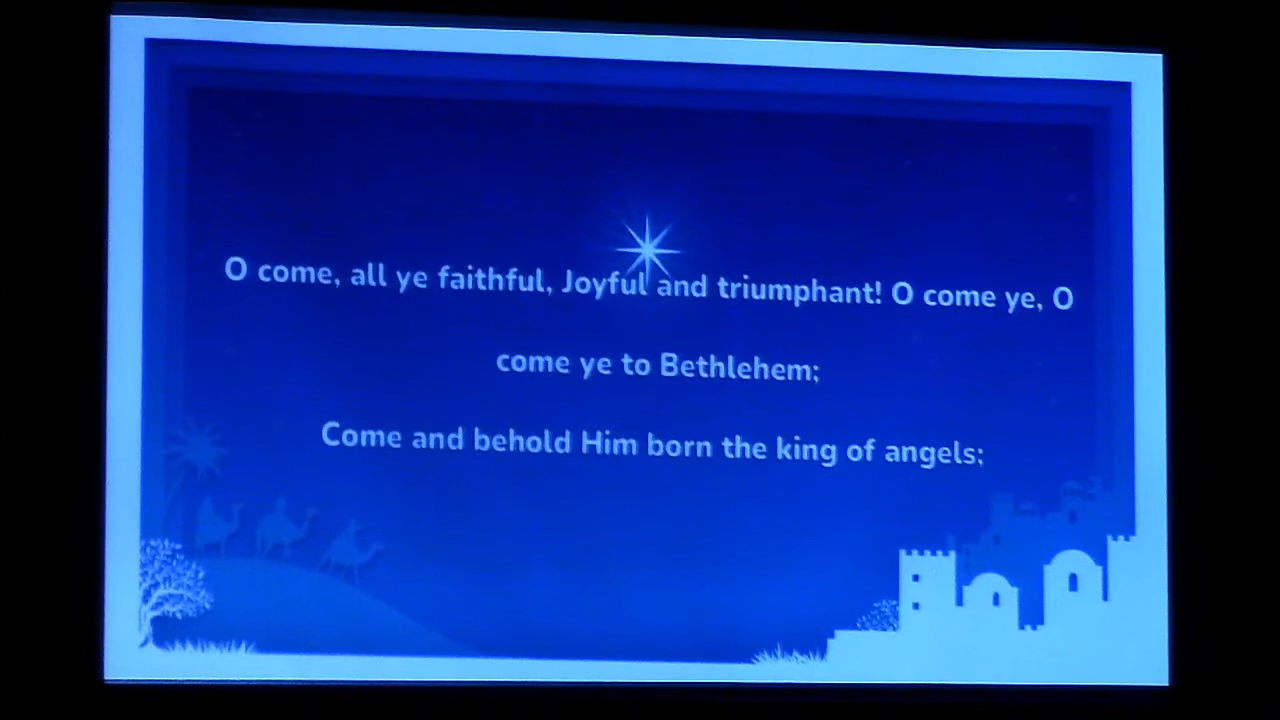 O come, all ye faithful, Joyful and triumphant! O come ye, O
come ye to Bethlehem;
Come and behold Him born the king of angels;